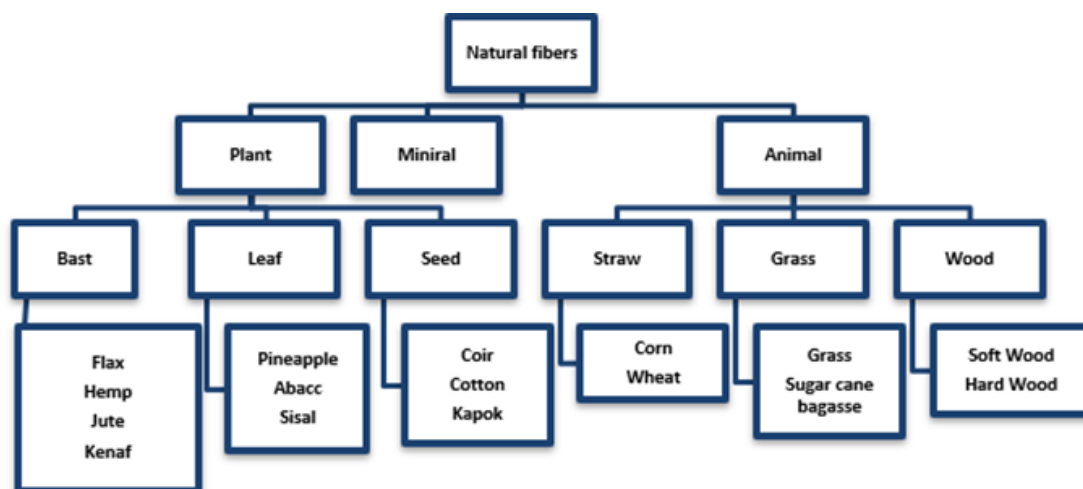 Natural fibers
Plant
Miniral
Animal
Bast
Leaf
Seed
Straw
Grass
Wood
Flax
Hemp
Jute
Kenaf
Pineapple
Abacc
Sisal
Coir
Cotton
Kapok
Corn
Wheat
Grass
Sugar cane
bagasse
Soft Wood
Hard Wood